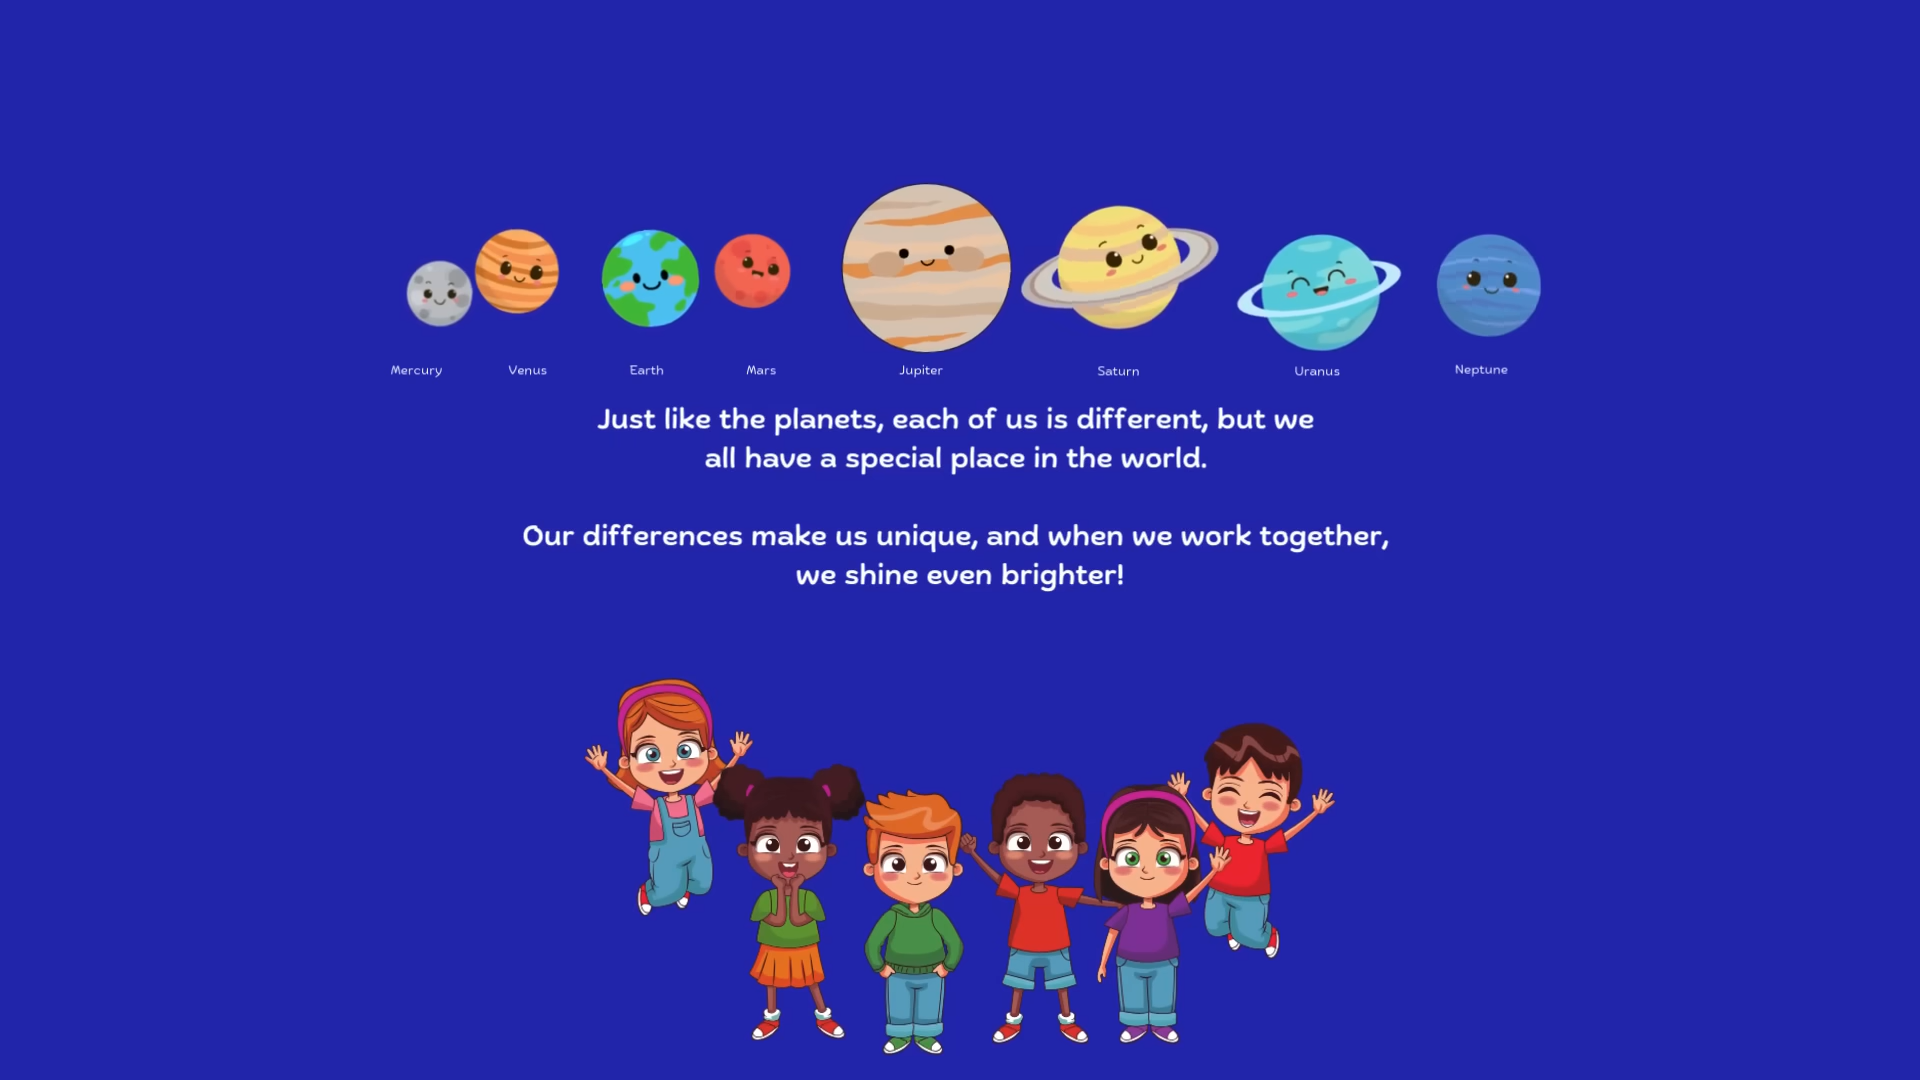 Mercury Venus Earth Mars Jupiter Saturn Uranus Neptune
Just like the planets, each of us is different, but we
all have a special place in the world.
Our differences make us unique, and when we work together,
we shine even brighter!